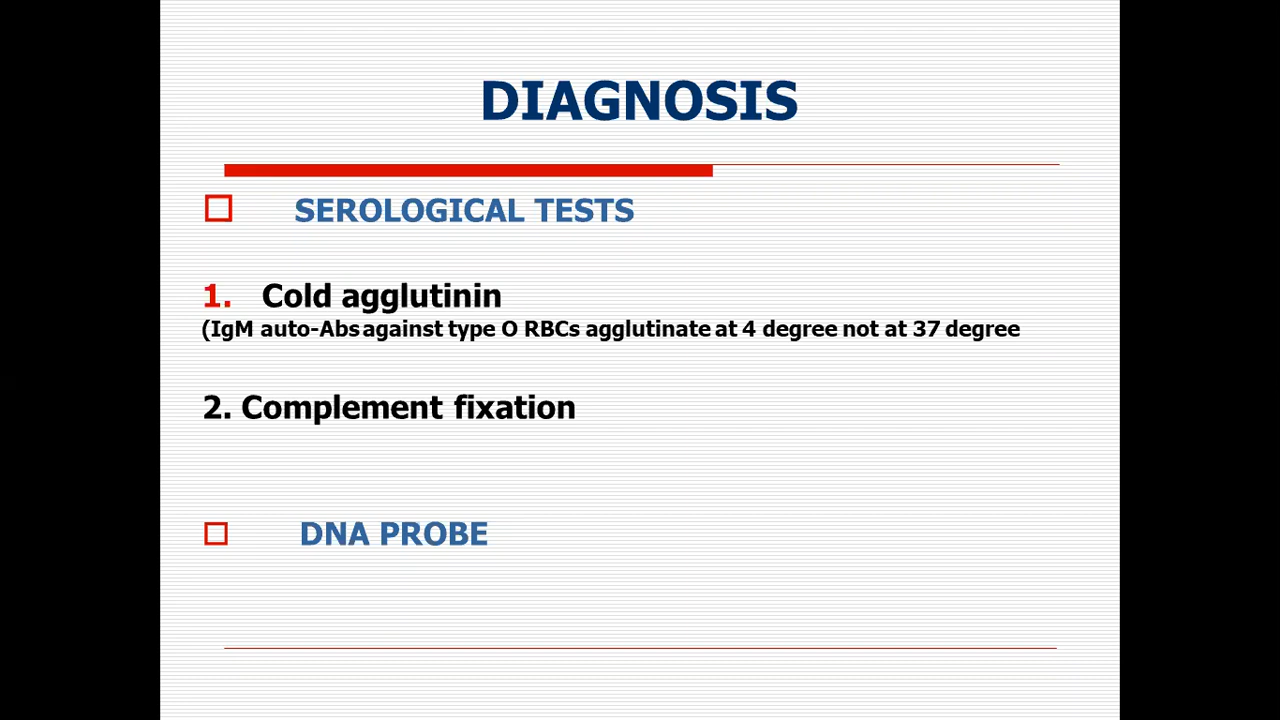 DIAGNOSIS
SEROLOGICAL TESTS
1. Cold agglutinin
(IgM auto-Abs against type O RBCs agglutinate at 4 degree not at 37 degree
2. Complement fixation
DNA PROBE